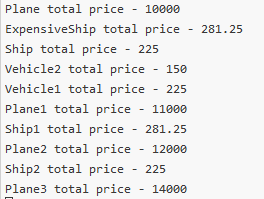 Plane total price - 10000
ExpensiveShip total price - 281.25
Ship total price - 225
Vehicle2 total price - 150
Vehicle1 total price - 225
Plane1 total price - 11000
Ship1 total price - 281.25
Plane2 total price - 12000
Ship2 total price - 225
Plane3 total price - 14000